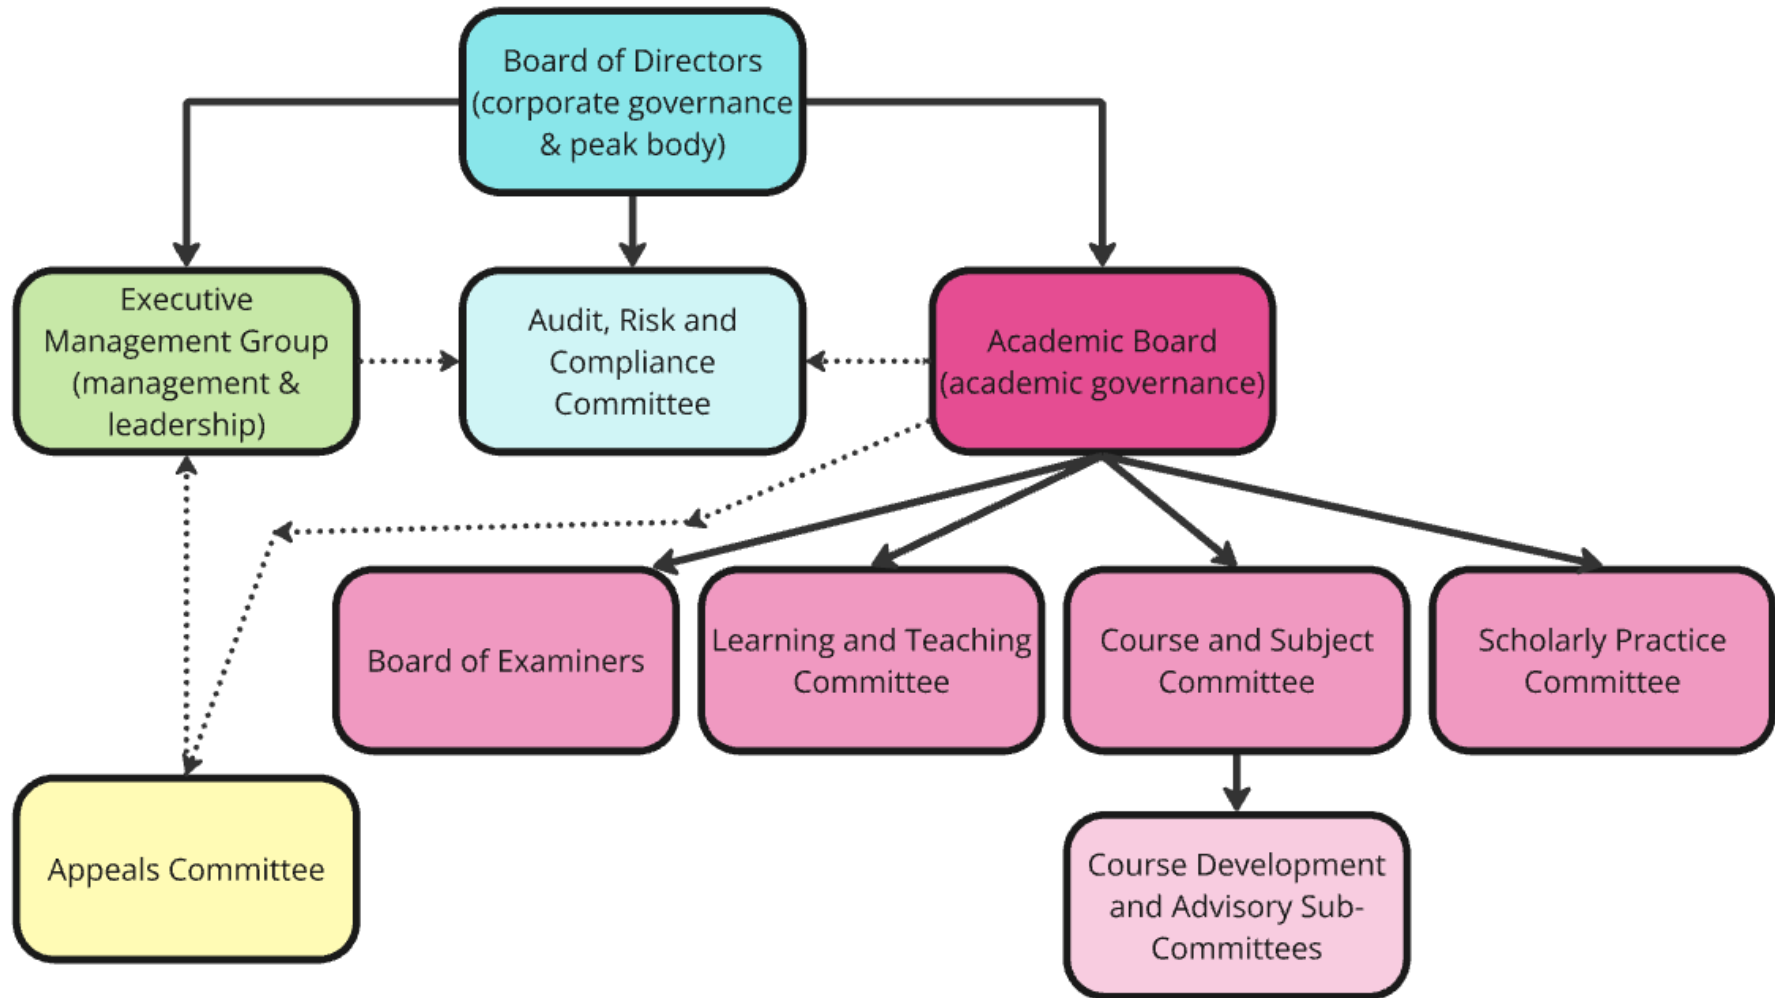 Board of Directors
(corporate governance
& peak body)
Executive
Management Group
(management &
leadership)
Audit, Risk and
Compliance
Committee
Academic Board
(academic governance)
Board of Examiners
Learning and Teaching
Committee
Course and Subject
Committee
Scholarly Practice
Committee
Appeals Committee
Course Development
and Advisory Sub-
Committees